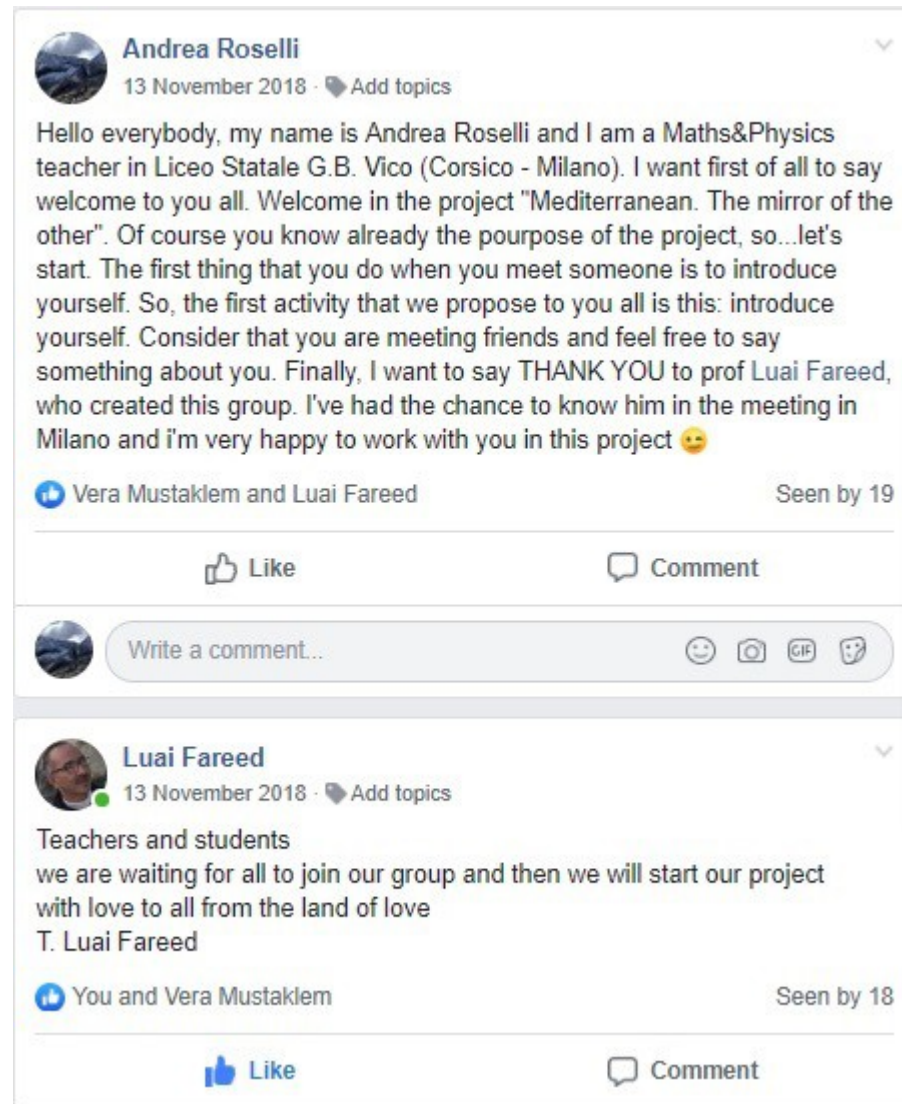 Andrea Roselli
13 November 2018 · Add topics
Hello everybody, my name is Andrea Roselli and I am a Maths&Physics
teacher in Liceo Statale G.B. Vico (Corsico - Milano). I want first of all to say
welcome to you all. Welcome in the project "Mediterranean. The mirror of the
other". Of course you know already the pourpose of the project, so...let's
start. The first thing that you do when you meet someone is to introduce
yourself. So, the first activity that we propose to you all is this: introduce
yourself. Consider that you are meeting friends and feel free to say
something about you. Finally, I want to say THANK YOU to prof Luai Fareed,
who created this group. I've had the chance to know him in the meeting in
Milano and i'm very happy to work with you in this project 😉
Vera Mustaklem and Luai Fareed Seen by 19
Like Comment
Write a comment... GIF
Luai Fareed
13 November 2018 · Add topics
Teachers and students
we are waiting for all to join our group and then we will start our project
with love to all from the land of love
T. Luai Fareed
You and Vera Mustaklem Seen by 18
Like Comment